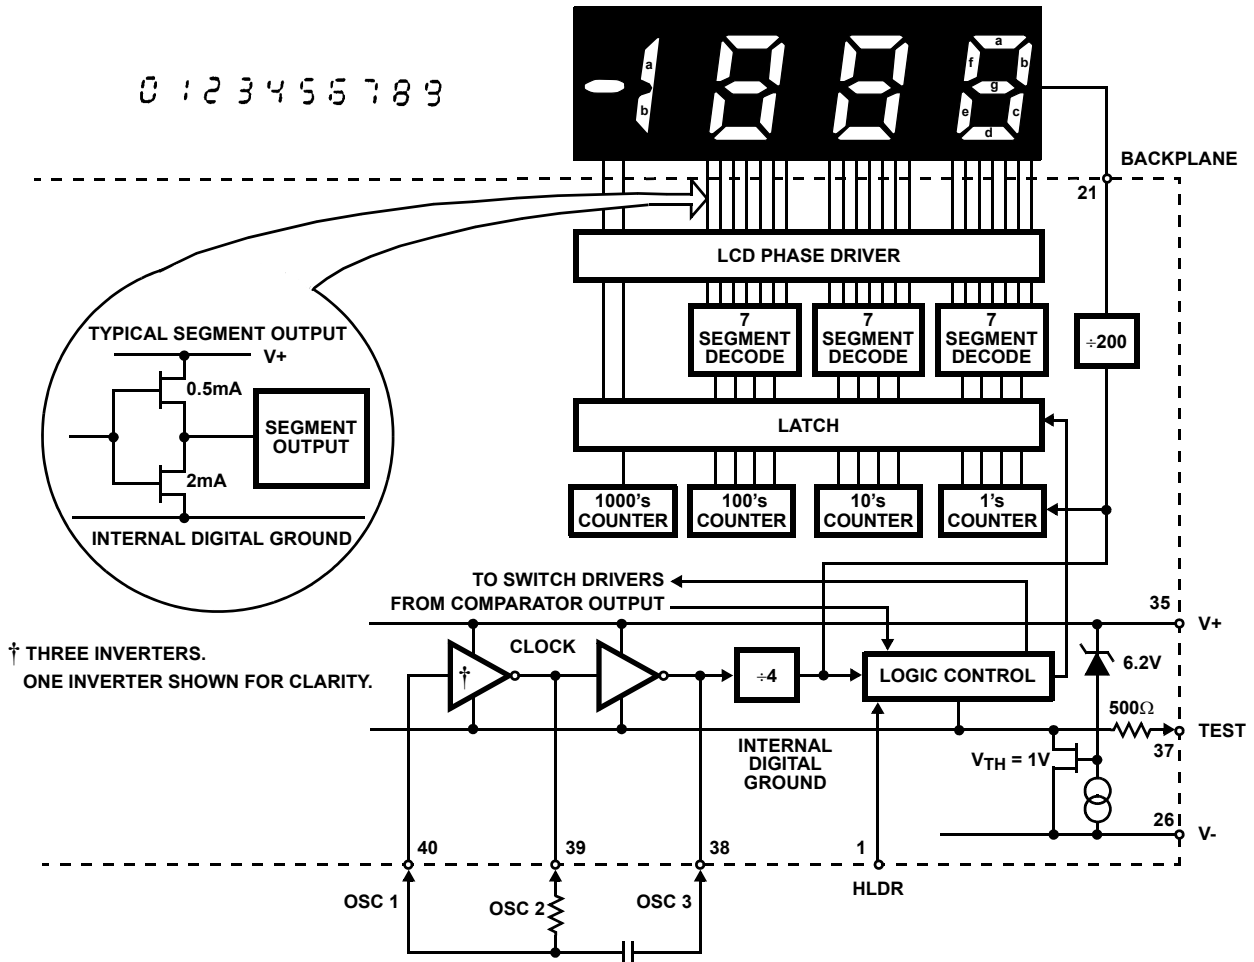 0 1 2 3 4 5 6 7 8 9
a
b
a
f
b
g
e
c
d
BACKPLANE
21
LCD PHASE DRIVER
TYPICAL SEGMENT OUTPUT
V+
0.5mA
SEGMENT
OUTPUT
2mA
INTERNAL DIGITAL GROUND
7
SEGMENT
DECODE
7
SEGMENT
DECODE
7
SEGMENT
DECODE
÷200
LATCH
1000's
COUNTER
100's
COUNTER
10's
COUNTER
1's
COUNTER
TO SWITCH DRIVERS
FROM COMPARATOR OUTPUT
35
V+
† THREE INVERTERS.
ONE INVERTER SHOWN FOR CLARITY.
†
CLOCK
÷4
LOGIC CONTROL
6.2V
500Ω
TEST
37
INTERNAL
DIGITAL
GROUND
VTH = 1V
26
V-
40
39
38
1
OSC 1
OSC 2
OSC 3
HLDR